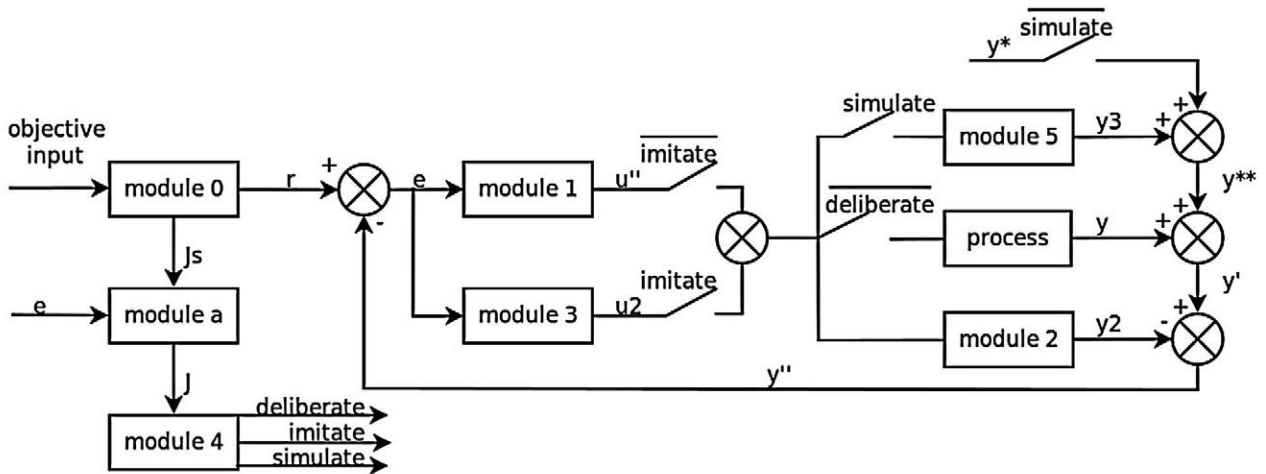 simulate
y*
simulate
+
objective
input
module 0
r
+
e
module 1
u''
imitate
module 5
y3
+
y**
-
deliberate
+
process
y
+
Js
imitate
y'
e
module a
module 3
u2
+
module 2
y2
-
J
y''
deliberate
module 4
imitate
simulate